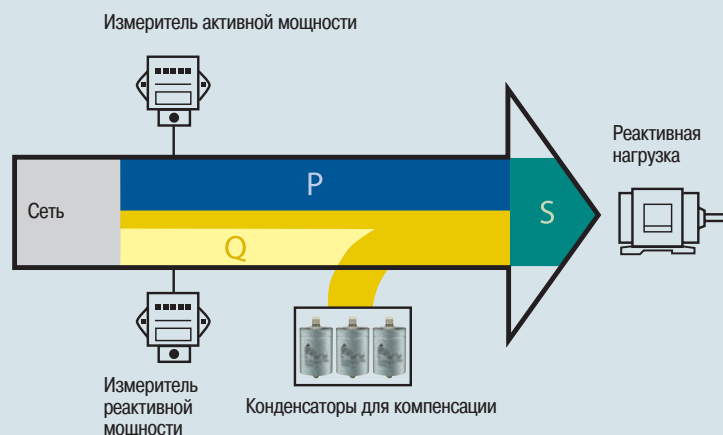 Измеритель активной мощности
Реактивная
нагрузка
Сеть
P
Q
S
Измеритель
реактивной
мощности
Конденсаторы для компенсации